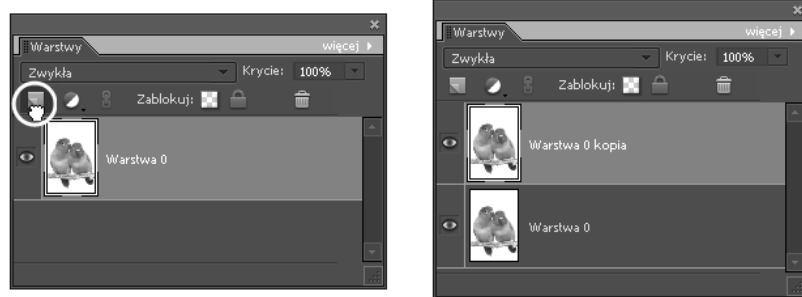 Warstwy
więcej
Zwykła
Krycie: 100%
Zablokuj:
Warstwa 0
Warstwy
więcej
Zwykła
Krycie: 100%
Zablokuj:
Warstwa 0 kopia
Warstwa 0